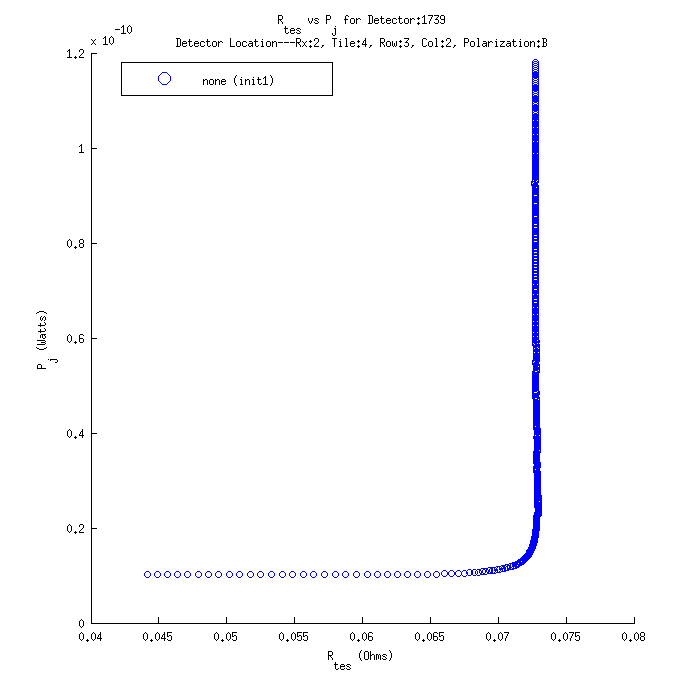 R_tes vs P_j for Detector:1739
Detector Location---Rx:2, Tile:4, Row:3, Col:2, Polarization:B
x 10^-10
none (init1)
1.2
1
0.8
0.6
0.4
0.2
0
P_j (Watts)
0.04 0.045 0.05 0.055 0.06 0.065 0.07 0.075 0.08
R_tes (Ohms)